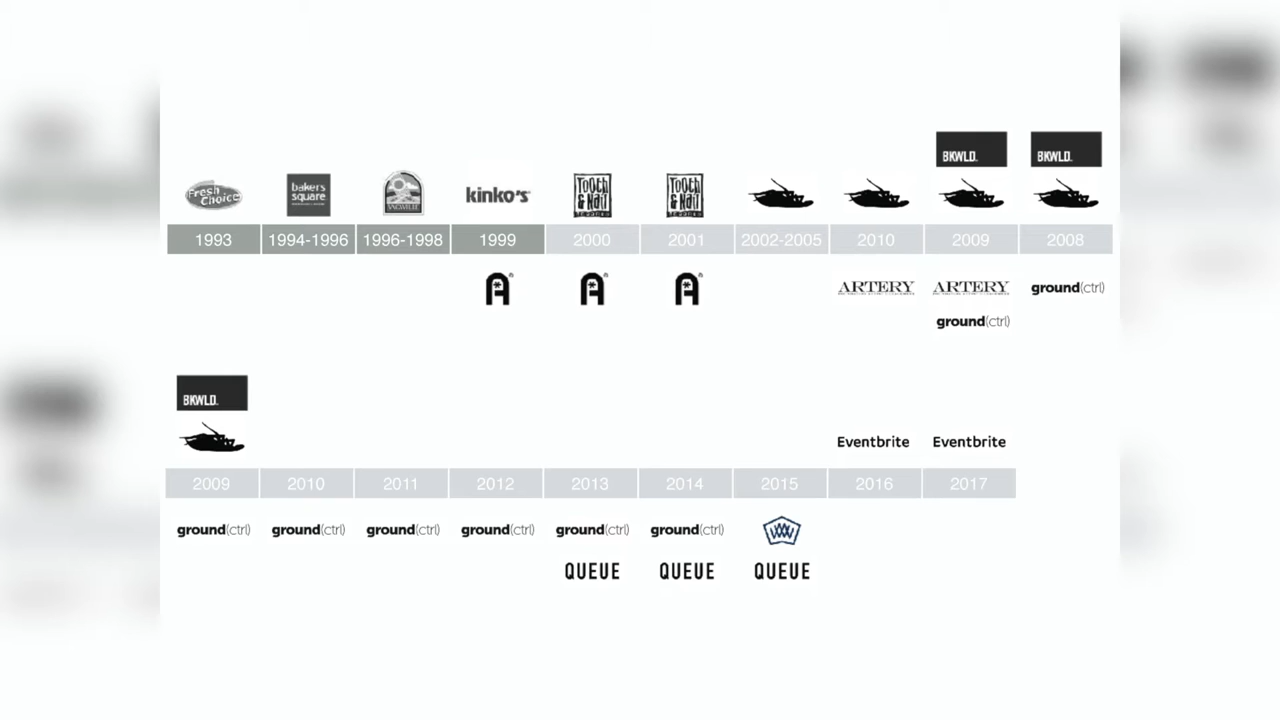 BKWLD. BKWLD.
Fresh Choice bakers square kinko's Tooth & Nail Tooth & Nail
1993 1994-1996 1996-1998 1999 2000 2001 2002-2005 2010 2009 2008
ARTERY ARTERY ground(ctrl)
ground(ctrl)
BKWLD.
Eventbrite Eventbrite
2009 2010 2011 2012 2013 2014 2015 2016 2017
ground(ctrl) ground(ctrl) ground(ctrl) ground(ctrl) ground(ctrl) ground(ctrl)
QUEUE QUEUE QUEUE